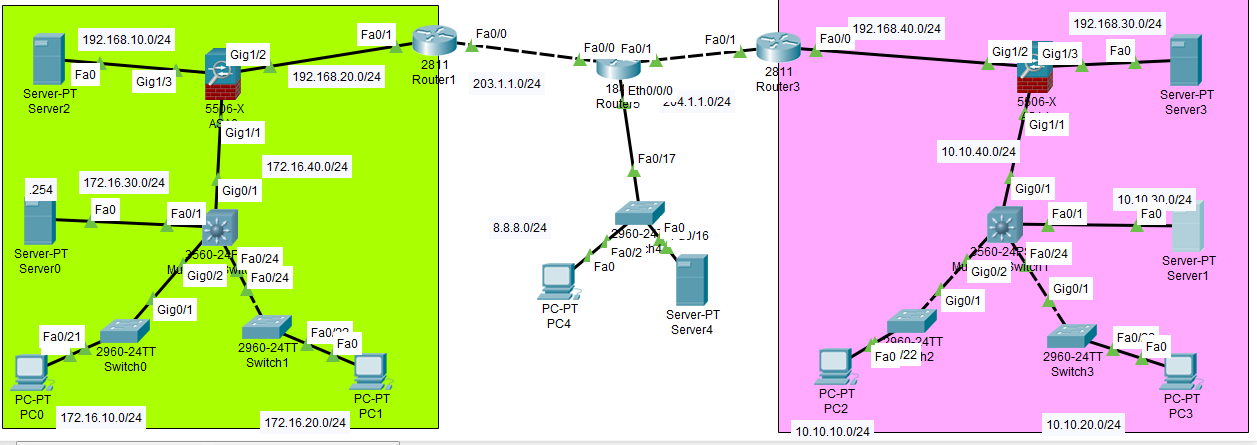 192.168.10.0/24
Fa0
Gig1/3
Server-PT
Server2
Gig1/2
5506-X
Gig1/1
192.168.20.0/24
Fa0/1
2811
Router1
Fa0/0
203.1.1.0/24
172.16.40.0/24
172.16.30.0/24
.254
Fa0
Fa0/1
Gig0/1
Server-PT
Server0
Gig0/2
Fa0/24
Fa0/24
Gig0/1
Fa0/21
2960-24TT
Switch0
2960-24TT
Switch1
Fa0
PC-PT
PC0
172.16.10.0/24
172.16.20.0/24
PC-PT
PC1
Fa0/0
Fa0/1
Eth0/0/0
Fa0/17
8.8.8.0/24
Fa0/2
Fa0
Fa0
PC-PT
PC4
Server-PT
Server4
Fa0/1
2811
Router3
Fa0/0
192.168.40.0/24
Gig1/2
Gig1/3
5506-X
Gig1/1
192.168.30.0/24
Fa0
Server-PT
Server3
10.10.40.0/24
Gig0/1
Fa0/1
10.10.30.0/24
Fa0
Server-PT
Server1
Fa0/24
Gig0/2
Gig0/1
Gig0/1
2960-24TT
Fa0
/22
PC-PT
PC2
10.10.10.0/24
2960-24TT
Switch3
Fa0
PC-PT
PC3
10.10.20.0/24